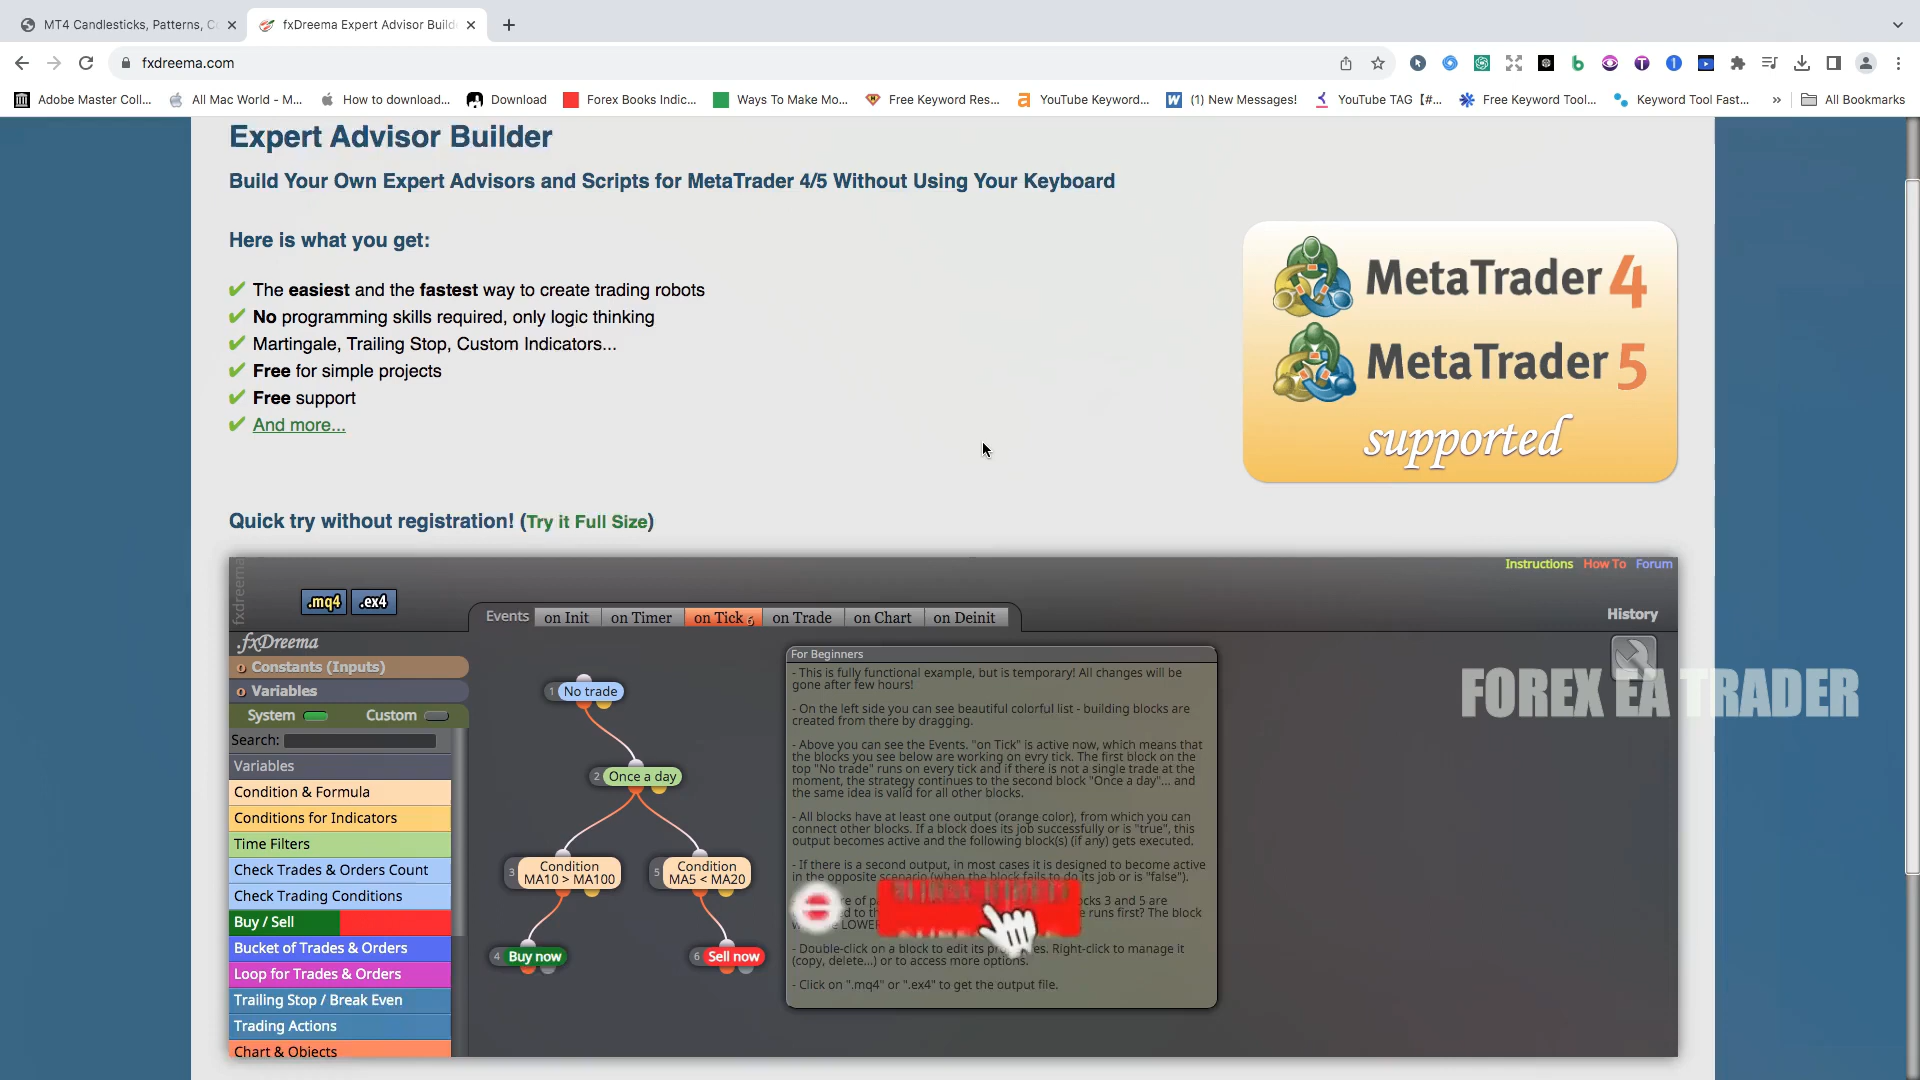 MT4 Candlesticks, Patterns, C
fxDreema Expert Advisor Build
fxdreema.com
Adobe Master Coll...
All Mac World - M...
How to download...
Download
Forex Books Indic...
Ways To Make Mo...
Free Keyword Res...
YouTube Keyword...
(1) New Messages!
YouTube TAG【#...
Free Keyword Tool...
Keyword Tool Fast...
»
All Bookmarks
Expert Advisor Builder
Build Your Own Expert Advisors and Scripts for MetaTrader 4/5 Without Using Your Keyboard
Here is what you get:
The easiest and the fastest way to create trading robots
No programming skills required, only logic thinking
Martingale, Trailing Stop, Custom Indicators...
Free for simple projects
Free support
And more...
MetaTrader 4
MetaTrader 5
supported
Quick try without registration! (Try it Full Size)
Instructions How To Forum
fxdreema
.mq4 .ex4
Events on Init on Timer on Tick 6 on Trade on Chart on Deinit
History
.fxDreema
Constants (Inputs)
Variables
System Custom
Search:
Variables
Condition & Formula
Conditions for Indicators
Time Filters
Check Trades & Orders Count
Check Trading Conditions
Buy / Sell
Bucket of Trades & Orders
Loop for Trades & Orders
Trailing Stop / Break Even
Trading Actions
Chart & Objects
1 No trade
2 Once a day
3 Condition
MA10 > MA100
5 Condition
MA5 < MA20
4 Buy now
6 Sell now
For Beginners
- This is fully functional example, but is temporary! All changes will be
gone after few hours!
- On the left side you can see beautiful colorful list - building blocks are
created from there by dragging.
- Above you can see the Events. "on Tick" is active now, which means that
the blocks you see below are working on evry tick. The first block on the
top "No trade" runs on every tick and if there is not a single trade at the
moment, the strategy continues to the second block "Once a day"... and
the same idea is valid for all other blocks.
- All blocks have at least one output (orange color), from which you can
connect other blocks. If a block does its job successfully or is "true", this
output becomes active and the following block(s) (if any) gets executed.
- If there is a second output, in most cases it is designed to become active
in the opposite scenario (when the block fails to do its job or is "false").
3 and 5 are
runs first? The block
LOWER
- Double-click on a block to edit its
Right-click to manage it
(copy, delete...) or to access more options.
- Click on ".mq4" or ".ex4" to get the output file.
FOREX EA TRADER